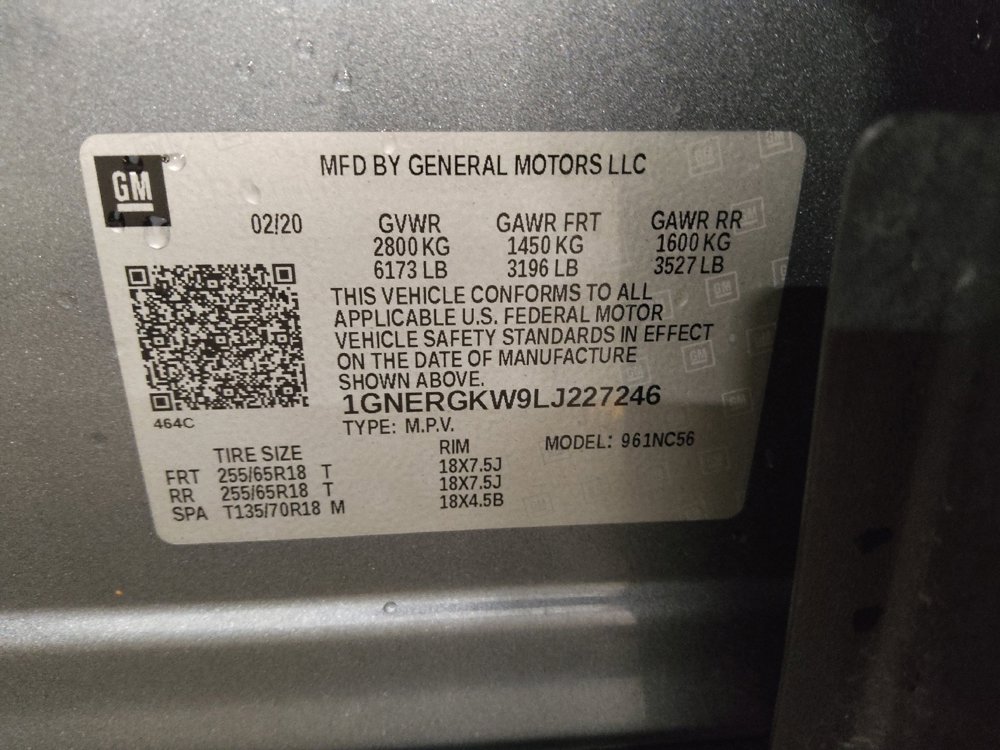 GM
MFD BY GENERAL MOTORS LLC
02/20 GVWR GAWR FRT GAWR RR
2800 KG 1450 KG 1600 KG
6173 LB 3196 LB 3527 LB
THIS VEHICLE CONFORMS TO ALL
APPLICABLE U.S. FEDERAL MOTOR
VEHICLE SAFETY STANDARDS IN EFFECT
ON THE DATE OF MANUFACTURE
SHOWN ABOVE.
1GNERGKW9LJ227246
464C
TYPE: M.P.V.
TIRE SIZE RIM MODEL: 961NC56
FRT 255/65R18 T 18X7.5J
RR 255/65R18 T 18X7.5J
SPA T135/70R18 M 18X4.5B